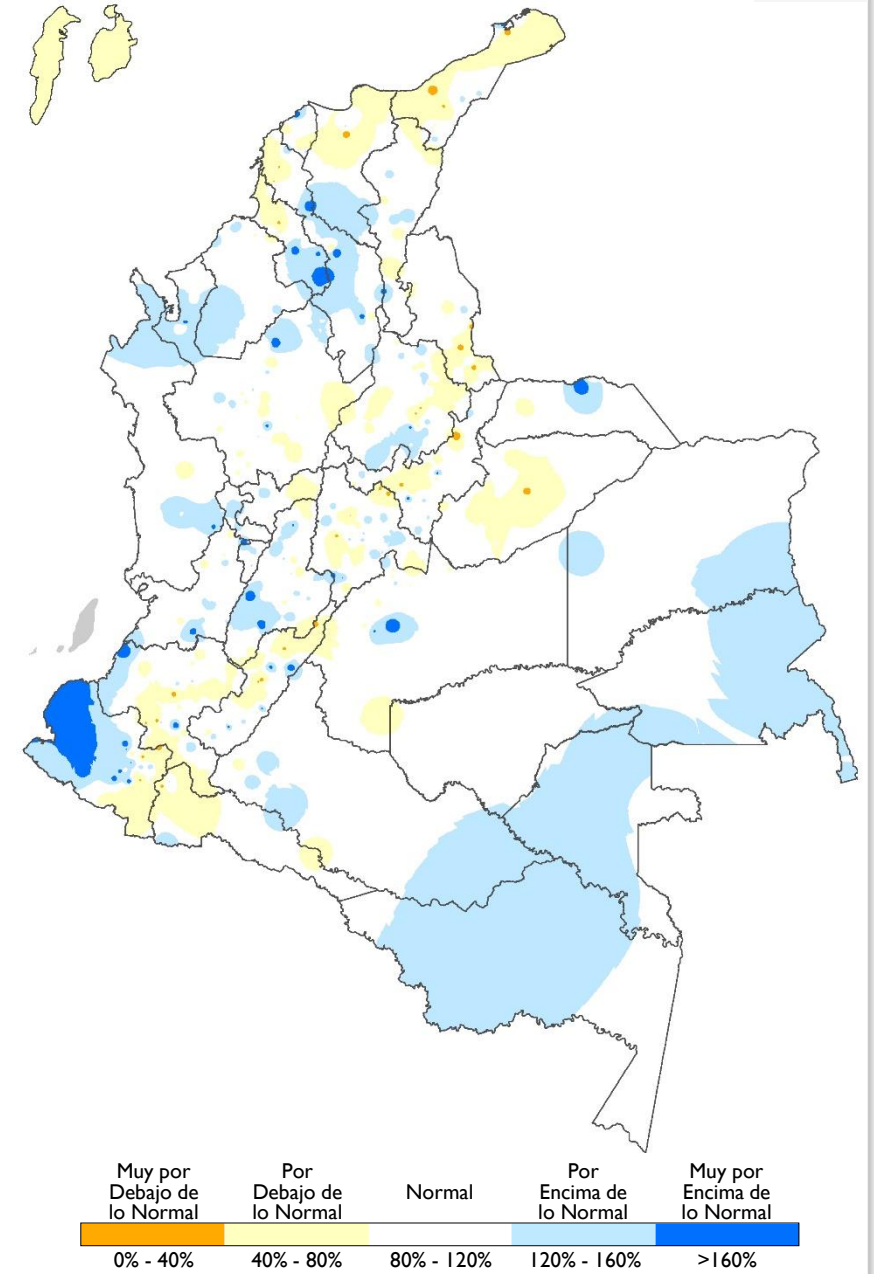 Muy por
Debajo de
lo Normal
Por
Debajo de
lo Normal
Normal
Por
Encima de
lo Normal
Muy por
Encima de
lo Normal
0% - 40%
40% - 80%
80% - 120%
120% - 160%
>160%